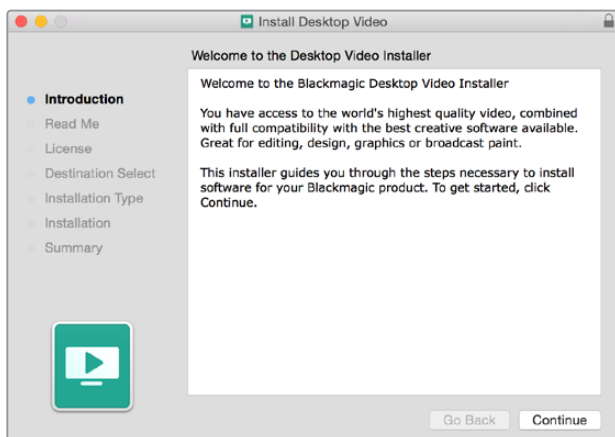 Install Desktop Video
Welcome to the Desktop Video Installer
Introduction
Read Me
License
Destination Select
Installation Type
Installation
Summary
Welcome to the Blackmagic Desktop Video Installer
You have access to the world's highest quality video, combined
with full compatibility with the best creative software available.
Great for editing, design, graphics or broadcast paint.
This installer guides you through the steps necessary to install
software for your Blackmagic product. To get started, click
Continue.
Go Back
Continue